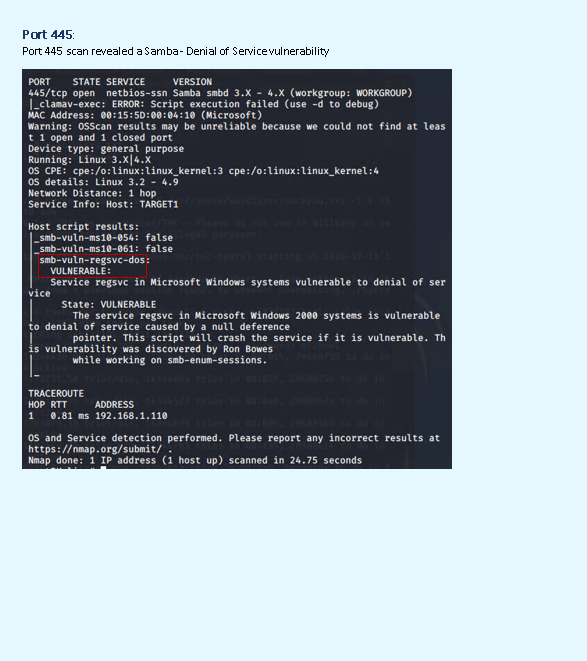 Port 445:
Port 445 scan revealed a Samba- Denial of Service vulnerability
PORT    STATE SERVICE     VERSION
445/tcp open  netbios-ssn Samba smbd 3.X - 4.X (workgroup: WORKGROUP)
|_clamav-exec: ERROR: Script execution failed (use -d to debug)
MAC Address: 00:15:5D:00:04:10 (Microsoft)
Warning: OSScan results may be unreliable because we could not find at leas
t 1 open and 1 closed port
Device type: general purpose
Running: Linux 3.X|4.X
OS CPE: cpe:/o:linux:linux_kernel:3 cpe:/o:linux:linux_kernel:4
OS details: Linux 3.2 - 4.9
Network Distance: 1 hop
Service Info: Host: TARGET1
Host script results:
|_smb-vuln-ms10-054: false
|_smb-vuln-ms10-061: false
| smb-vuln-regsvc-dos:
|   VULNERABLE:
|   Service regsvc in Microsoft Windows systems vulnerable to denial of ser
vice
|     State: VULNERABLE
|       The service regsvc in Microsoft Windows 2000 systems is vulnerable
to denial of service caused by a null deference
|       pointer. This script will crash the service if it is vulnerable. Th
is vulnerability was discovered by Ron Bowes
|       while working on smb-enum-sessions.
|_
TRACEROUTE
HOP RTT     ADDRESS
1   0.81 ms 192.168.1.110
OS and Service detection performed. Please report any incorrect results at
https://nmap.org/submit/ .
Nmap done: 1 IP address (1 host up) scanned in 24.75 seconds